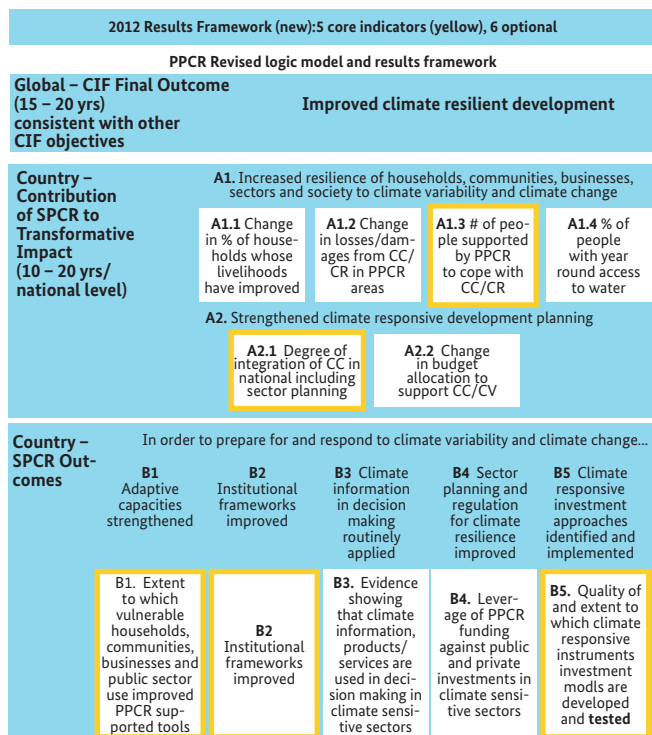 2012 Results Framework (new):5 core indicators (yellow), 6 optional
PPCR Revised logic model and results framework
Global – CIF Final Outcome
(15 – 20 yrs)
consistent with other
CIF objectives
Improved climate resilient development
Country –
Contribution
of SPCR to
Transformative
Impact
(10 – 20 yrs/
national level)
A1. Increased resilience of households, communities, businesses,
sectors and society to climate variability and climate change
A1.1 Change
in % of house-
holds whose
livelihoods
have improved
A1.2 Change
in losses/dam-
ages from CC/
CR in PPCR
areas
A1.3 # of peo-
ple supported
by PPCR
to cope with
CC/CR
A1.4 % of
people
with year
round access
to water
A2. Strengthened climate responsive development planning
A2.1 Degree of
integration of CC in
national including
sector planning
A2.2 Change
in budget
allocation to
support CC/CV
Country –
SPCR Out-
comes
In order to prepare for and respond to climate variability and climate change...
B1
Adaptive
capacities
strengthened
B2
Institutional
frameworks
improved
B3 Climate
information
in decision
making
routinely
applied
B4 Sector
planning and
regulation
for climate
resilience
improved
B5 Climate
responsive
investment
approaches
identified and
implemented
B1. Extent
to which
vulnerable
households,
communities,
businesses and
public sector
use improved
PPCR sup-
ported tools
B2
Institutional
frameworks
improved
B3. Evidence
showing
that climate
information,
products/
services are
used in deci-
sion making in
climate sensi-
tive sectors
B4. Lever-
age of PPCR
funding
against public
and private
investments in
climate sensi-
tive sectors
B5. Quality of
and extent to
which climate
responsive
instruments
investment
modls are
developed
and tested